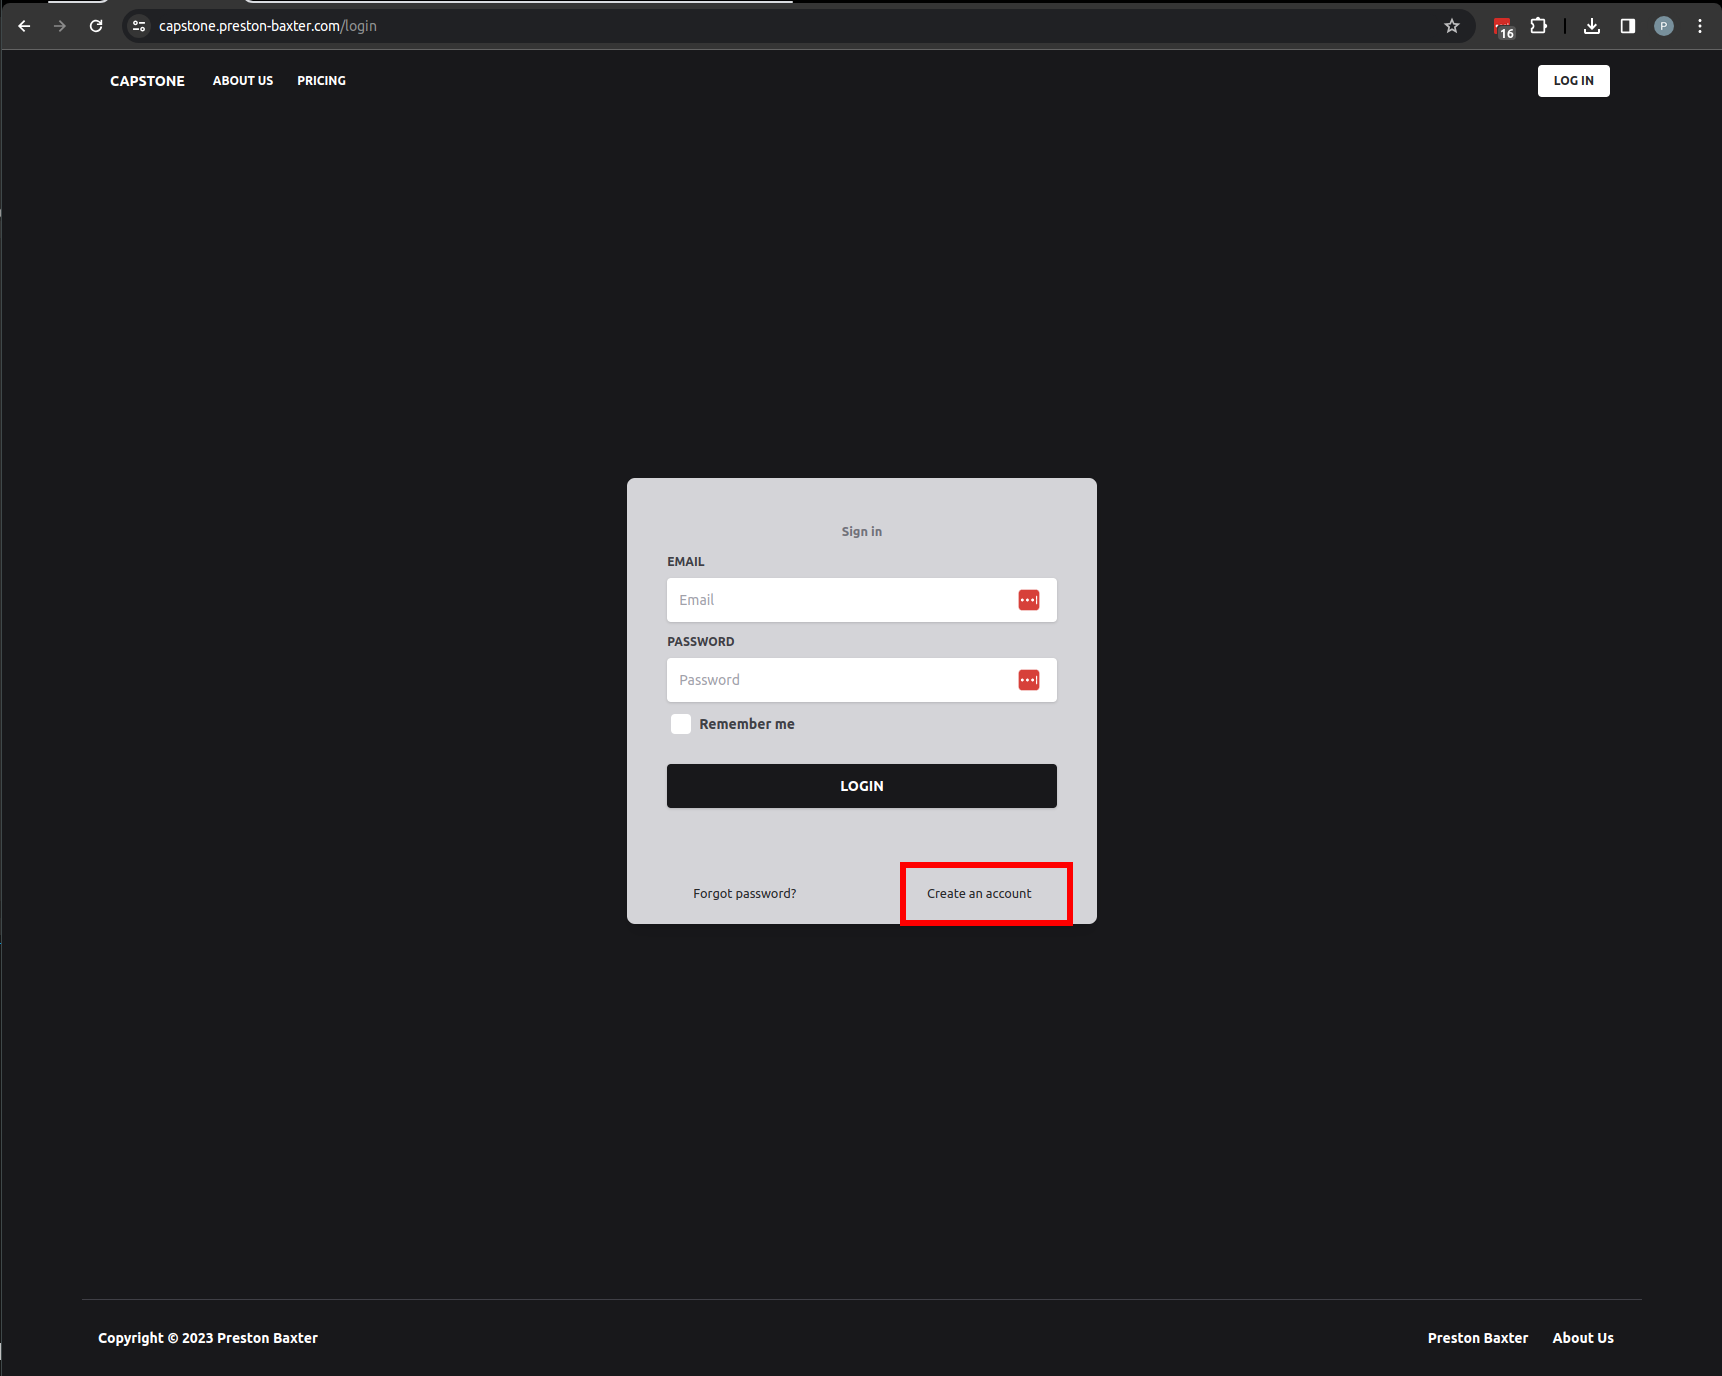 capstone.preston-baxter.com/login
16
P
CAPSTONE ABOUT US PRICING LOG IN
Sign in
EMAIL
Email
PASSWORD
Password
Remember me
LOGIN
Forgot password? Create an account
Copyright © 2023 Preston Baxter Preston Baxter About Us